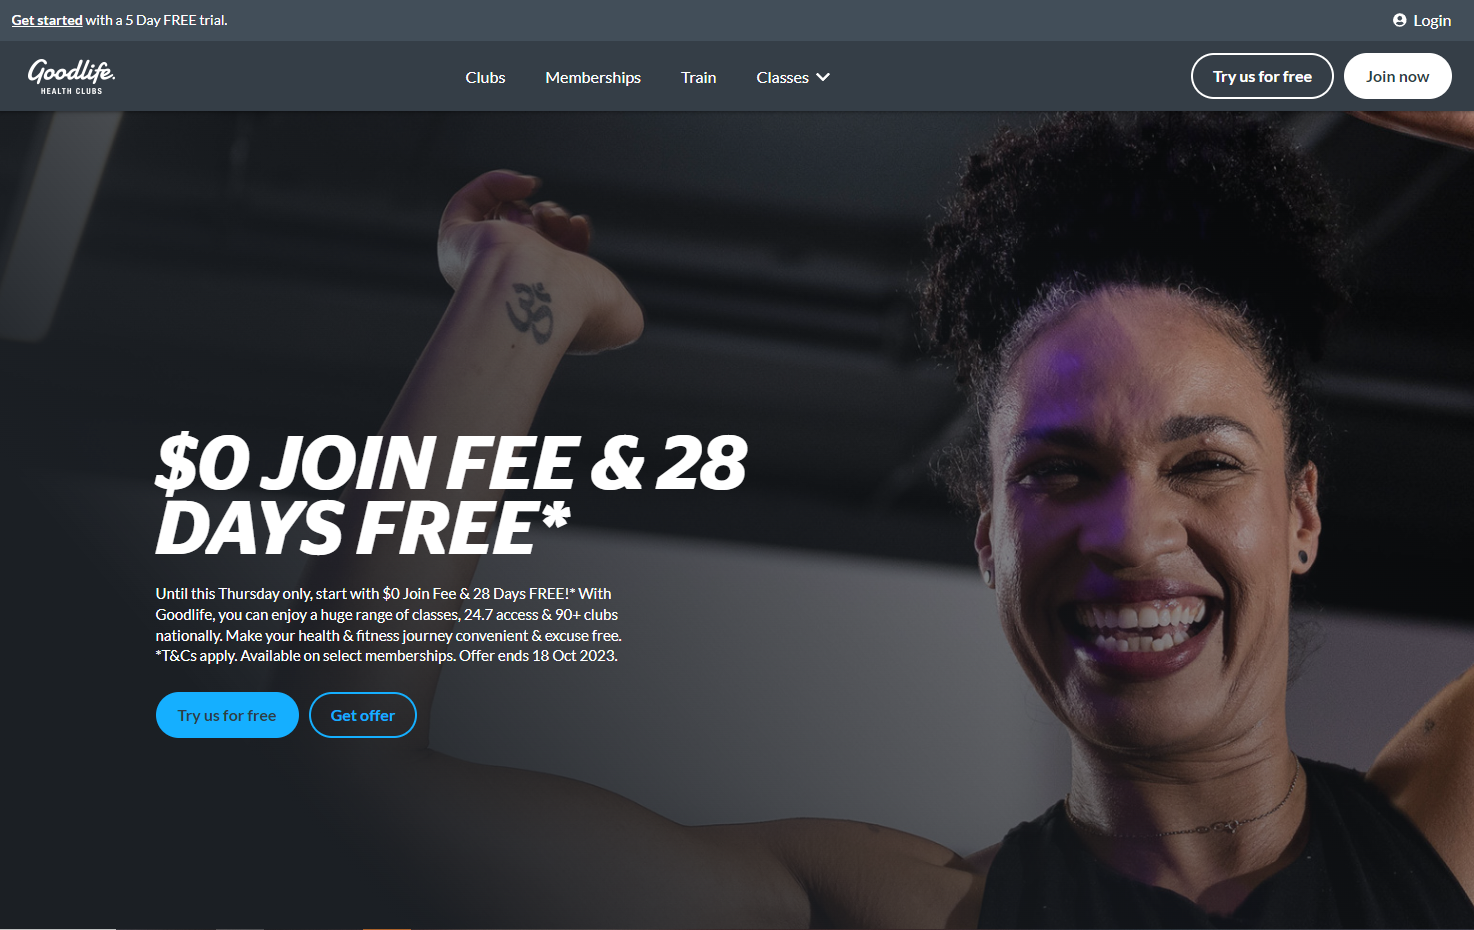 Get started with a 5 Day FREE trial.
Login
Goodlife.
HEALTH CLUBS
Clubs
Memberships
Train
Classes
Try us for free
Join now
ॐ
$0 JOIN FEE & 28
DAYS FREE*
Until this Thursday only, start with $0 Join Fee & 28 Days FREE!* With
Goodlife, you can enjoy a huge range of classes, 24.7 access & 90+ clubs
nationally. Make your health & fitness journey convenient & excuse free.
*T&Cs apply. Available on select memberships. Offer ends 18 Oct 2023.
Try us for free
Get offer